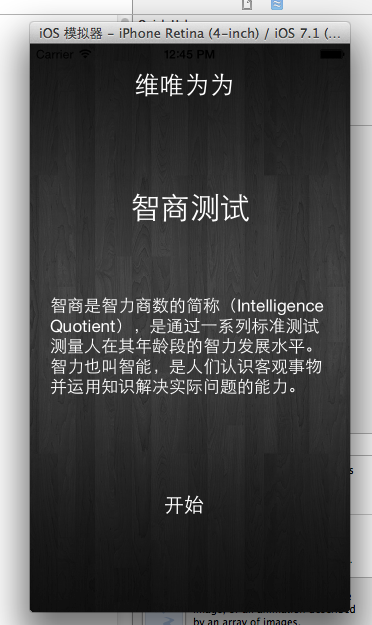 iOS 模拟器 – iPhone Retina (4-inch) / iOS 7.1 (...
Carrier 12:45 PM
维唯为为
智商测试
智商是智力商数的简称（Intelligence
Quotient），是通过一系列标准测试
测量人在其年龄段的智力发展水平。
智力也叫智能，是人们认识客观事物
并运用知识解决实际问题的能力。
开始
by an array of images.